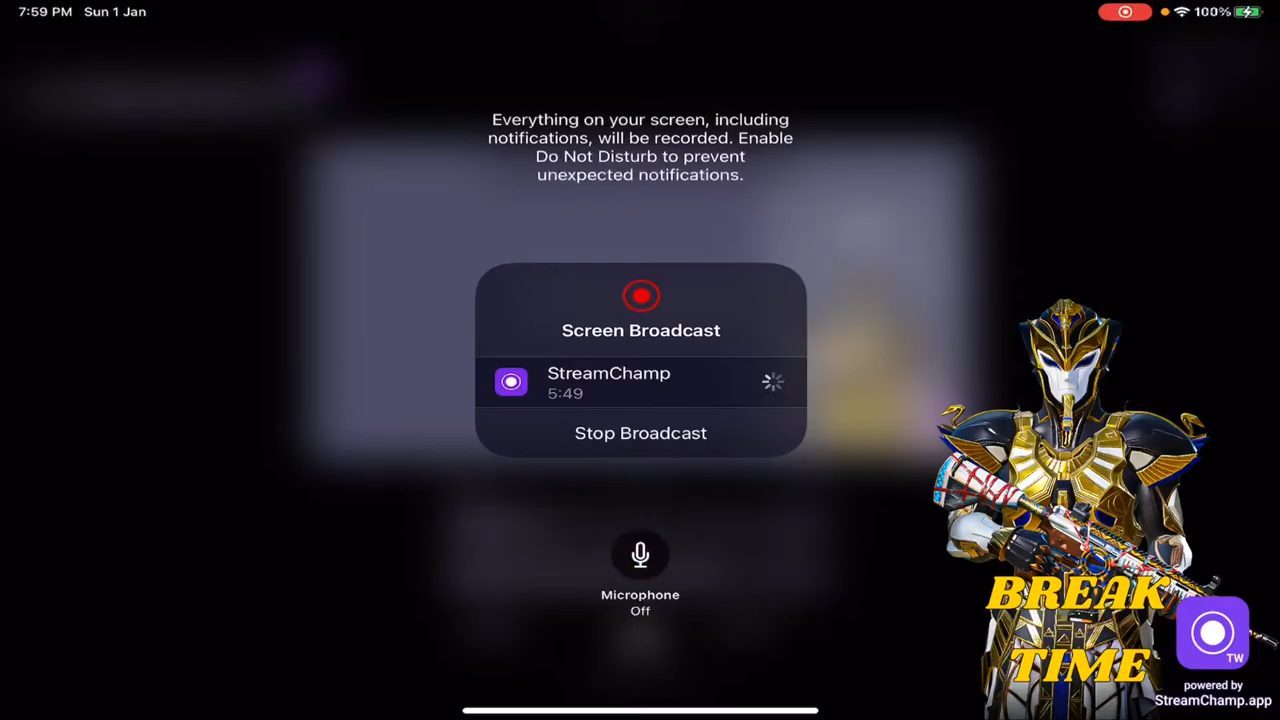 7:59 PM Sun 1 Jan
100%
Everything on your screen, including
notifications, will be recorded. Enable
Do Not Disturb to prevent
unexpected notifications.
Screen Broadcast
StreamChamp
5:49
Stop Broadcast
Microphone
Off
BREAK
TIME
TW
powered by
StreamChamp.app